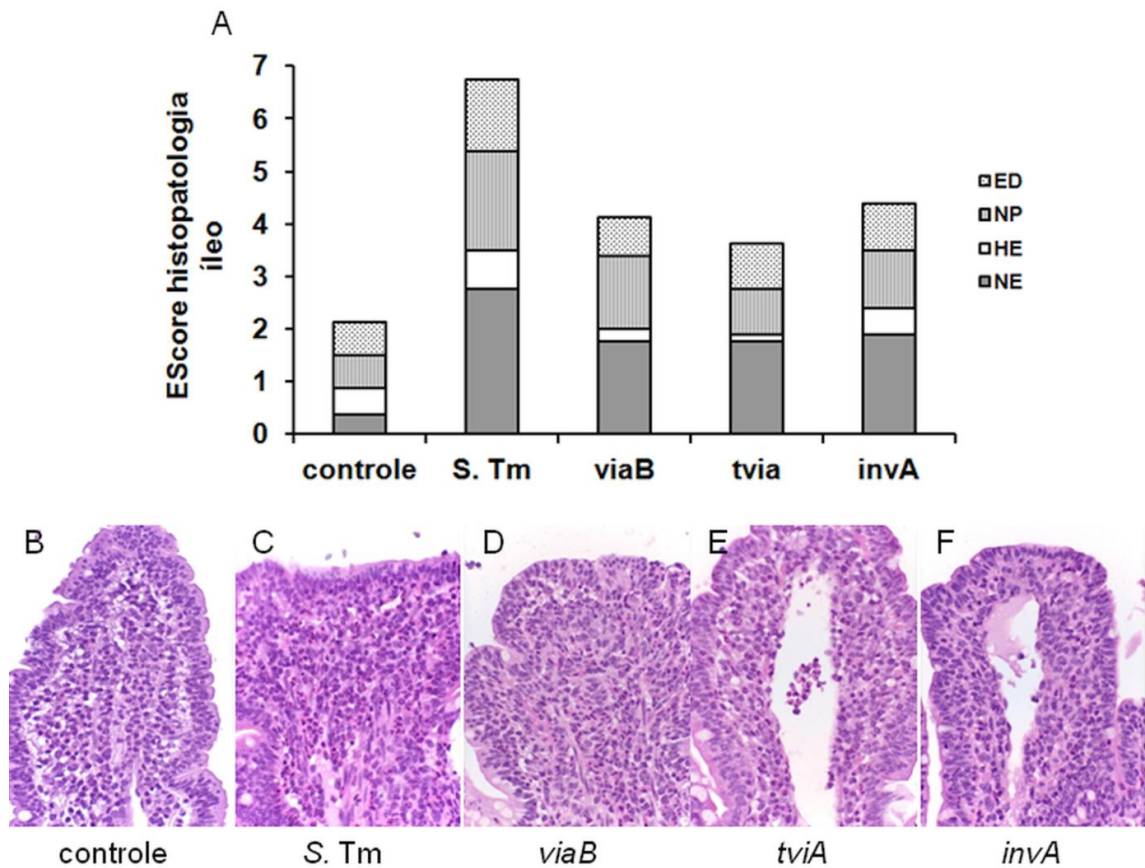 A
EScore histopatologia
íleo
7
6
5
4
3
2
1
0
controle S. Tm viaB tvia invA
ED
NP
HE
NE
B C D E F
controle S. Tm viaB tviA invA